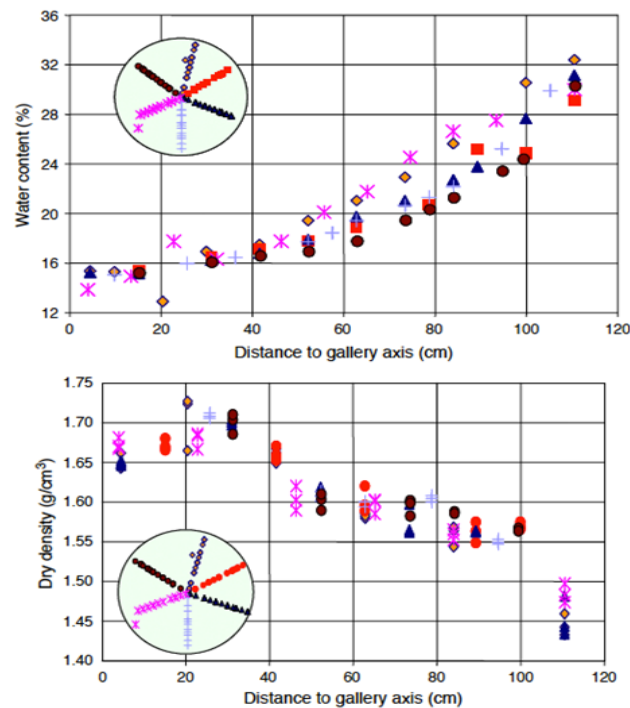 36
32
28
24
20
16
12
Water content (%)
0 20 40 60 80 100 120
Distance to gallery axis (cm)
1.75
1.70
1.65
1.60
1.55
1.50
1.45
1.40
Dry density (g/cm³)
0 20 40 60 80 100 120
Distance to gallery axis (cm)